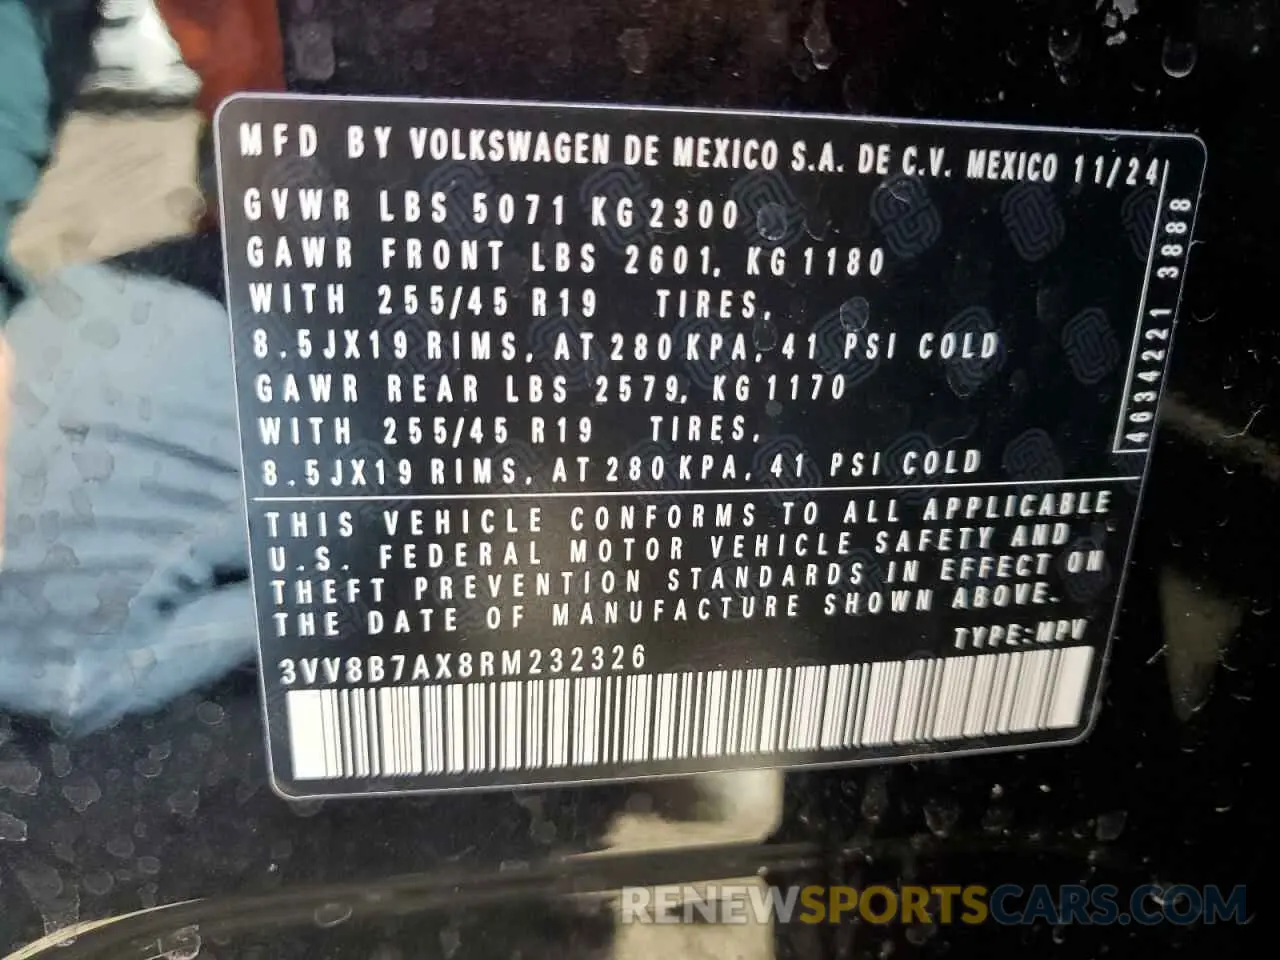 MFD BY VOLKSWAGEN DE MEXICO S.A. DE C.V. MEXICO 11/24
GVWR LBS 5071 KG 2300
GAWR FRONT LBS 2601, KG 1180
WITH 255/45 R19 TIRES,
8.5JX19 RIMS, AT 280 KPA, 41 PSI COLD
GAWR REAR LBS 2579, KG 1170
WITH 255/45 R19 TIRES,
8.5JX19 RIMS, AT 280 KPA, 41 PSI COLD
4634221 3888
THIS VEHICLE CONFORMS TO ALL APPLICABLE
U.S. FEDERAL MOTOR VEHICLE SAFETY AND
THEFT PREVENTION STANDARDS IN EFFECT ON
THE DATE OF MANUFACTURE SHOWN ABOVE.
TYPE:MPV
3VV8B7AX8RM232326
RENEWSPORTSCARS.COM